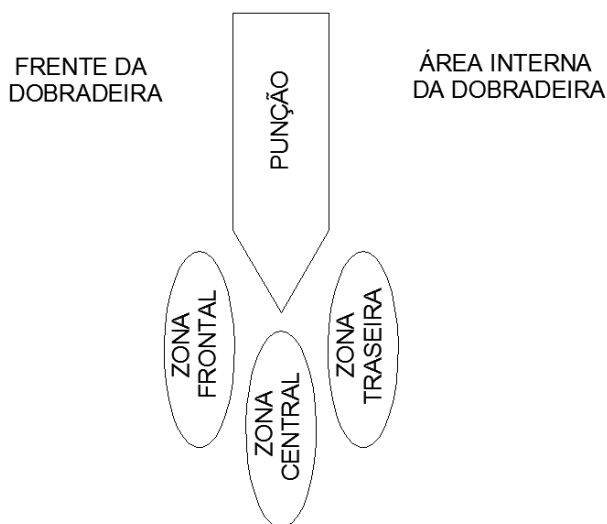 FRENTE DA
DOBRADEIRA
PUNÇÃO
ÁREA INTERNA
DA DOBRADEIRA
ZONA
FRONTAL
ZONA
CENTRAL
ZONA
TRASEIRA